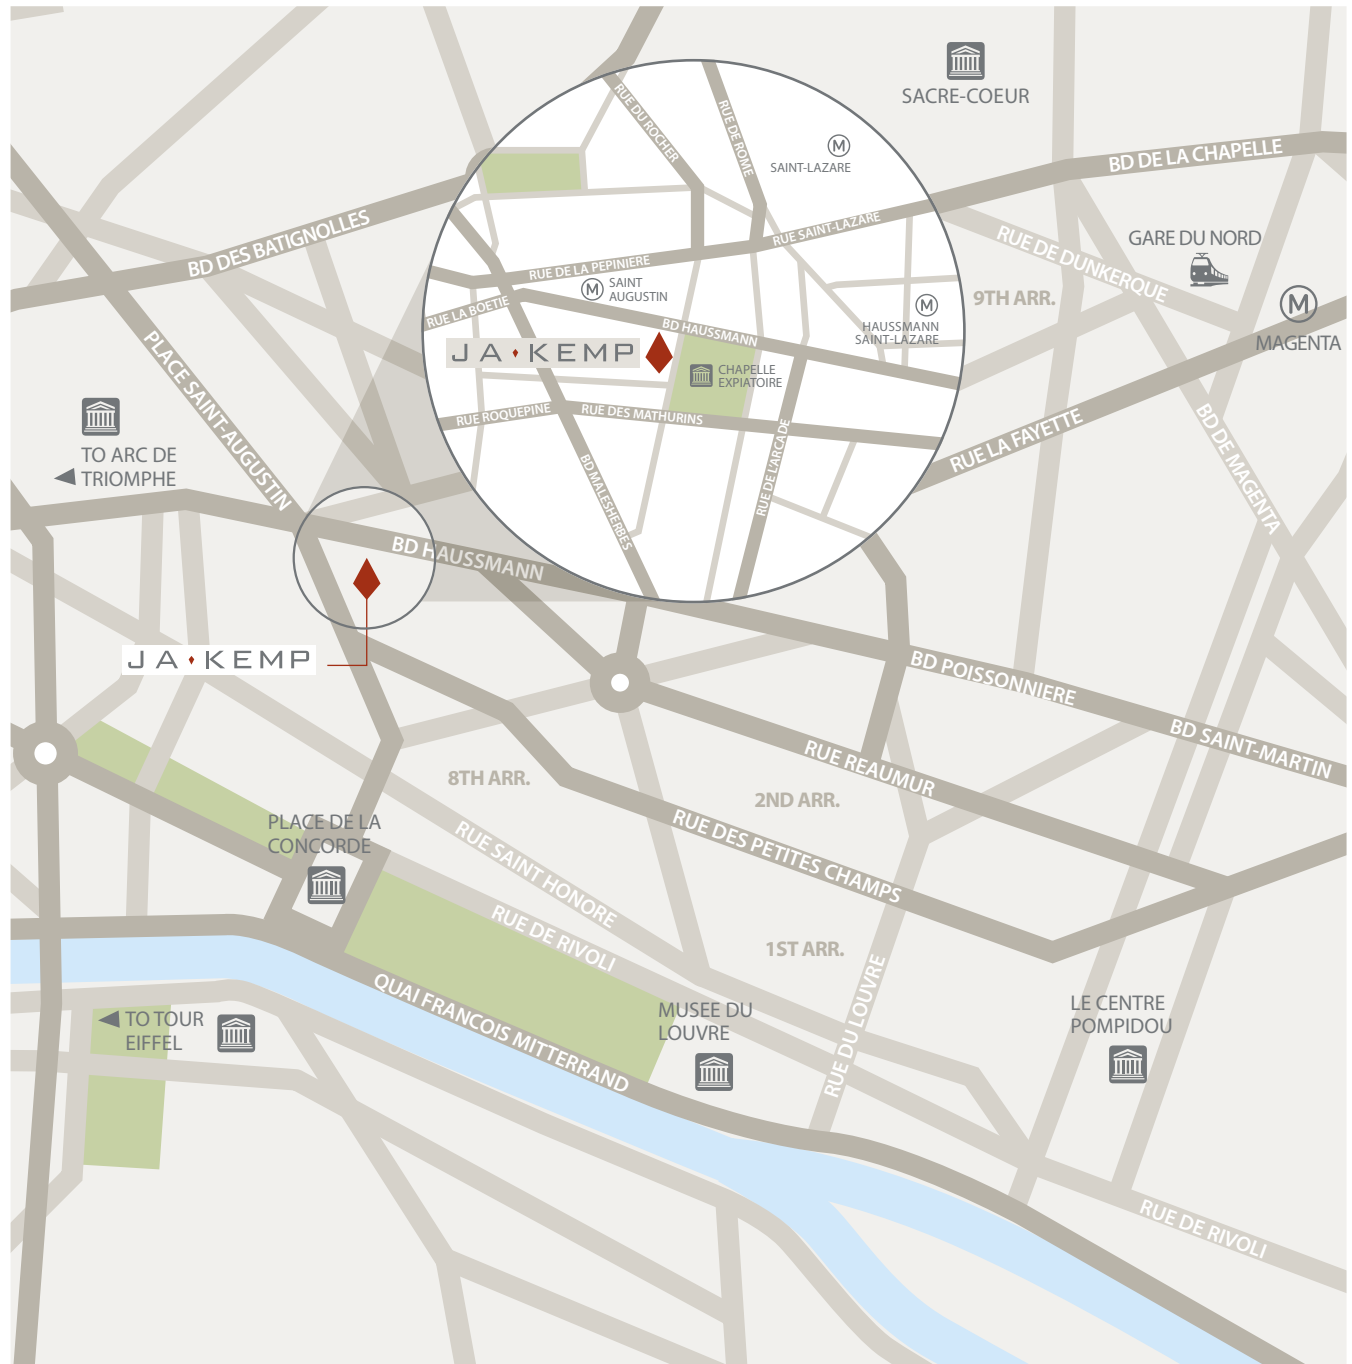 SACRE-COEUR
BD DE LA CHAPELLE
RUE DU ROCHER
RUE DE ROME
M
SAINT-LAZARE
BD DES BATIGNOLLES
RUE SAINT-LAZARE
RUE DE DUNKERQUE
GARE DU NORD
RUE DE LA PEPINIERE
M
SAINT
AUGUSTIN
9TH ARR.
M
HAUSSMANN
SAINT-LAZARE
M
MAGENTA
RUE LA BOETIE
BD HAUSSMANN
JA KEMP
CHAPELLE
EXPIATOIRE
PLACE SAINT-AUGUSTIN
RUE ROQUEPINE
RUE DES MATHURINS
RUE LA FAYETTE
BD DE MAGENTA
TO ARC DE
TRIOMPHE
BD MALESHERBES
RUE DE L'ARCADE
BD HAUSSMANN
JA KEMP
BD POISSONNIERE
BD SAINT-MARTIN
8TH ARR.
RUE REAUMUR
2ND ARR.
PLACE DE LA
CONCORDE
RUE SAINT HONORE
RUE DES PETITES CHAMPS
RUE DE RIVOLI
1ST ARR.
QUAI FRANCOIS MITTERRAND
MUSEE DU
LOUVRE
RUE DU LOUVRE
LE CENTRE
POMPIDOU
TO TOUR
EIFFEL
RUE DE RIVOLI